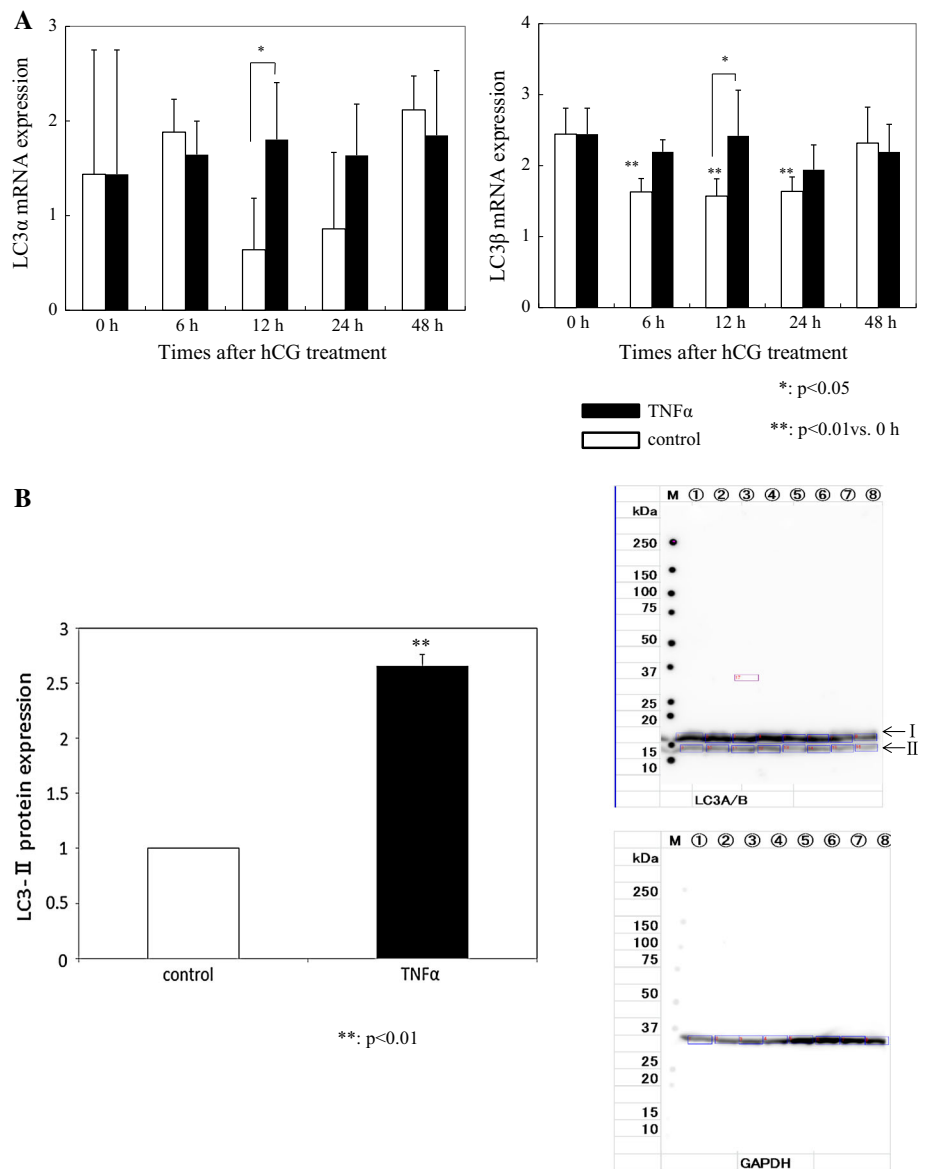 A
3
2
1
0
LC3α mRNA expression
*
0 h 6 h 12 h 24 h 48 h
Times after hCG treatment
4
3
2
1
0
LC3β mRNA expression
*
** ** **
0 h 6 h 12 h 24 h 48 h
Times after hCG treatment
*: p<0.05
TNFα
**: p<0.01vs. 0 h
control
B
3
2.5
2
1.5
1
0.5
0
LC3-Ⅱ protein expression
**
control TNFα
**: p<0.01
M ① ② ③ ④ ⑤ ⑥ ⑦ ⑧
kDa
250
150
100
75
50
37
25
20
15
10
I
II
LC3A/B
M ① ② ③ ④ ⑤ ⑥ ⑦ ⑧
kDa
250
150
100
75
50
37
25
20
15
10
GAPDH